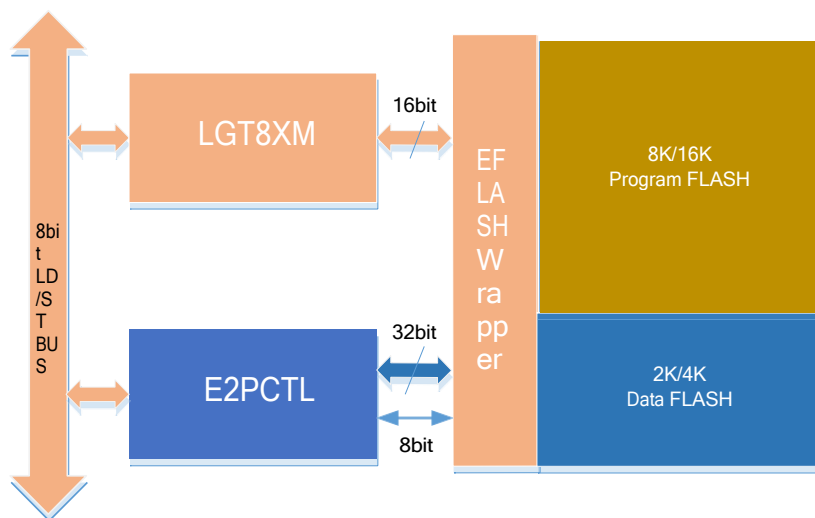 8bi
t
LD
/S
T
BU
S
LGT8XM
16bit
EF
LA
SH
W
ra
pp
er
8K/16K
Program FLASH
E2PCTL
32bit
8bit
2K/4K
Data FLASH